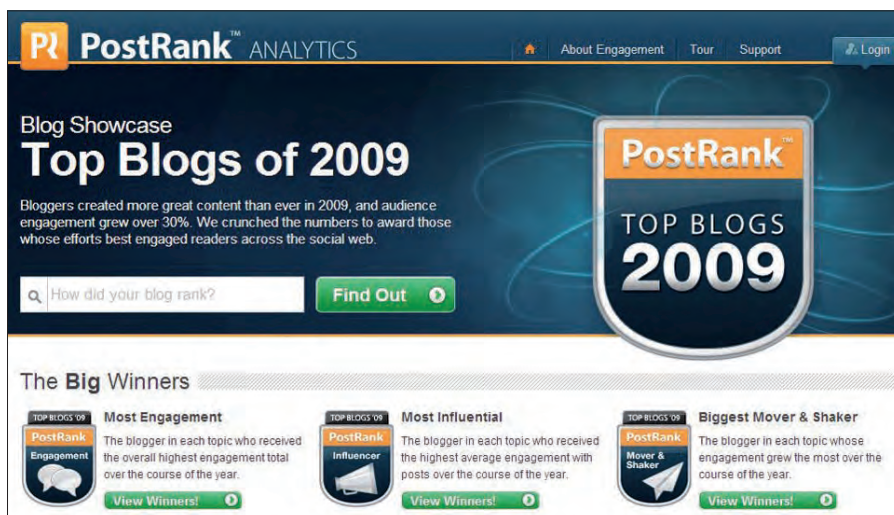 PR PostRank™ ANALYTICS
About Engagement Tour Support Login
Blog Showcase
Top Blogs of 2009
Bloggers created more great content than ever in 2009, and audience
engagement grew over 30%. We crunched the numbers to award those
whose efforts best engaged readers across the social web.
How did your blog rank?
Find Out
PostRank™
TOP BLOGS
2009
The Big Winners
TOP BLOGS '09
PostRank
Engagement
Most Engagement
The blogger in each topic who received
the overall highest engagement total
over the course of the year.
View Winners!
TOP BLOGS '09
PostRank
Influencer
Most Influential
The blogger in each topic who received
the highest average engagement with
posts over the course of the year.
View Winners!
TOP BLOGS '09
PostRank
Mover &
Shaker
Biggest Mover & Shaker
The blogger in each topic whose
engagement grew the most over the
course of the year.
View Winners!